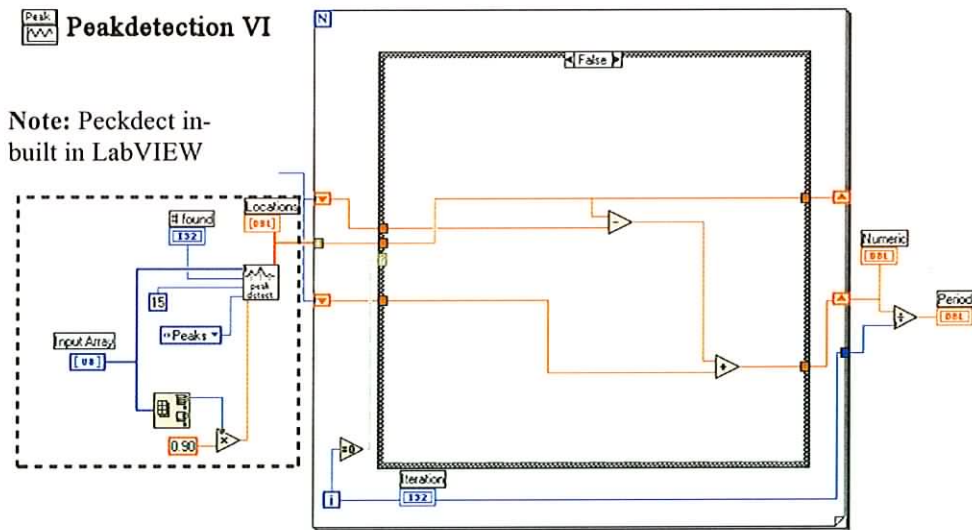 Peak
Peakdetection VI
Note: Peckdect in-
built in LabVIEW
N
False
Locations
DBL
# found
I32
peak
detect
15
Peaks
Input Array
U8
0.90
x
=0
i
Iteration
I32
-
+
Numeric
DBL
÷
Period
DBL